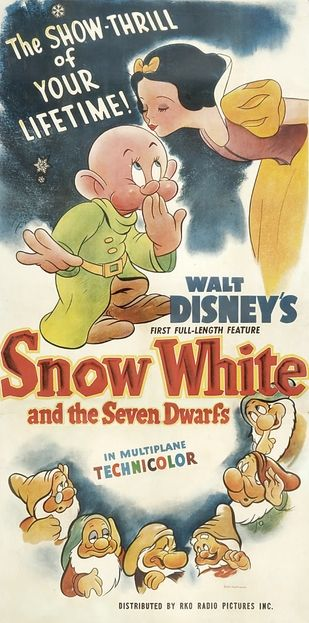 The SHOW-THRILL
of
YOUR
LIFETIME!
WALT
DISNEY'S
FIRST FULL-LENGTH FEATURE
Snow White
and the Seven Dwarfs
IN MULTIPLANE
TECHNICOLOR
DISTRIBUTED BY RKO RADIO PICTURES INC.